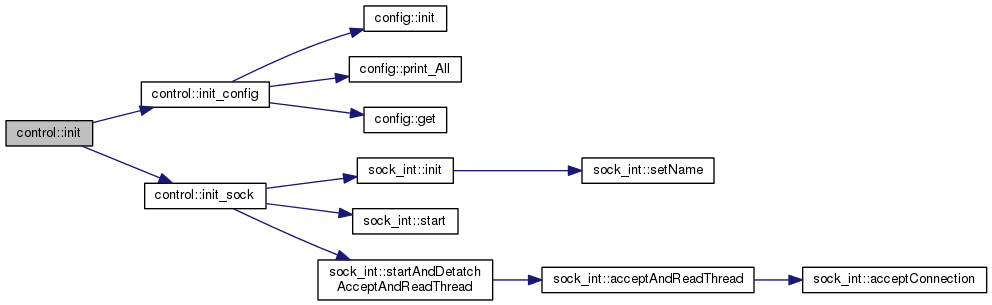 config::init
config::print_All
control::init_config
config::get
control::init
sock_int::init
sock_int::setName
control::init_sock
sock_int::start
sock_int::startAndDetatch
AcceptAndReadThread
sock_int::acceptAndReadThread
sock_int::acceptConnection